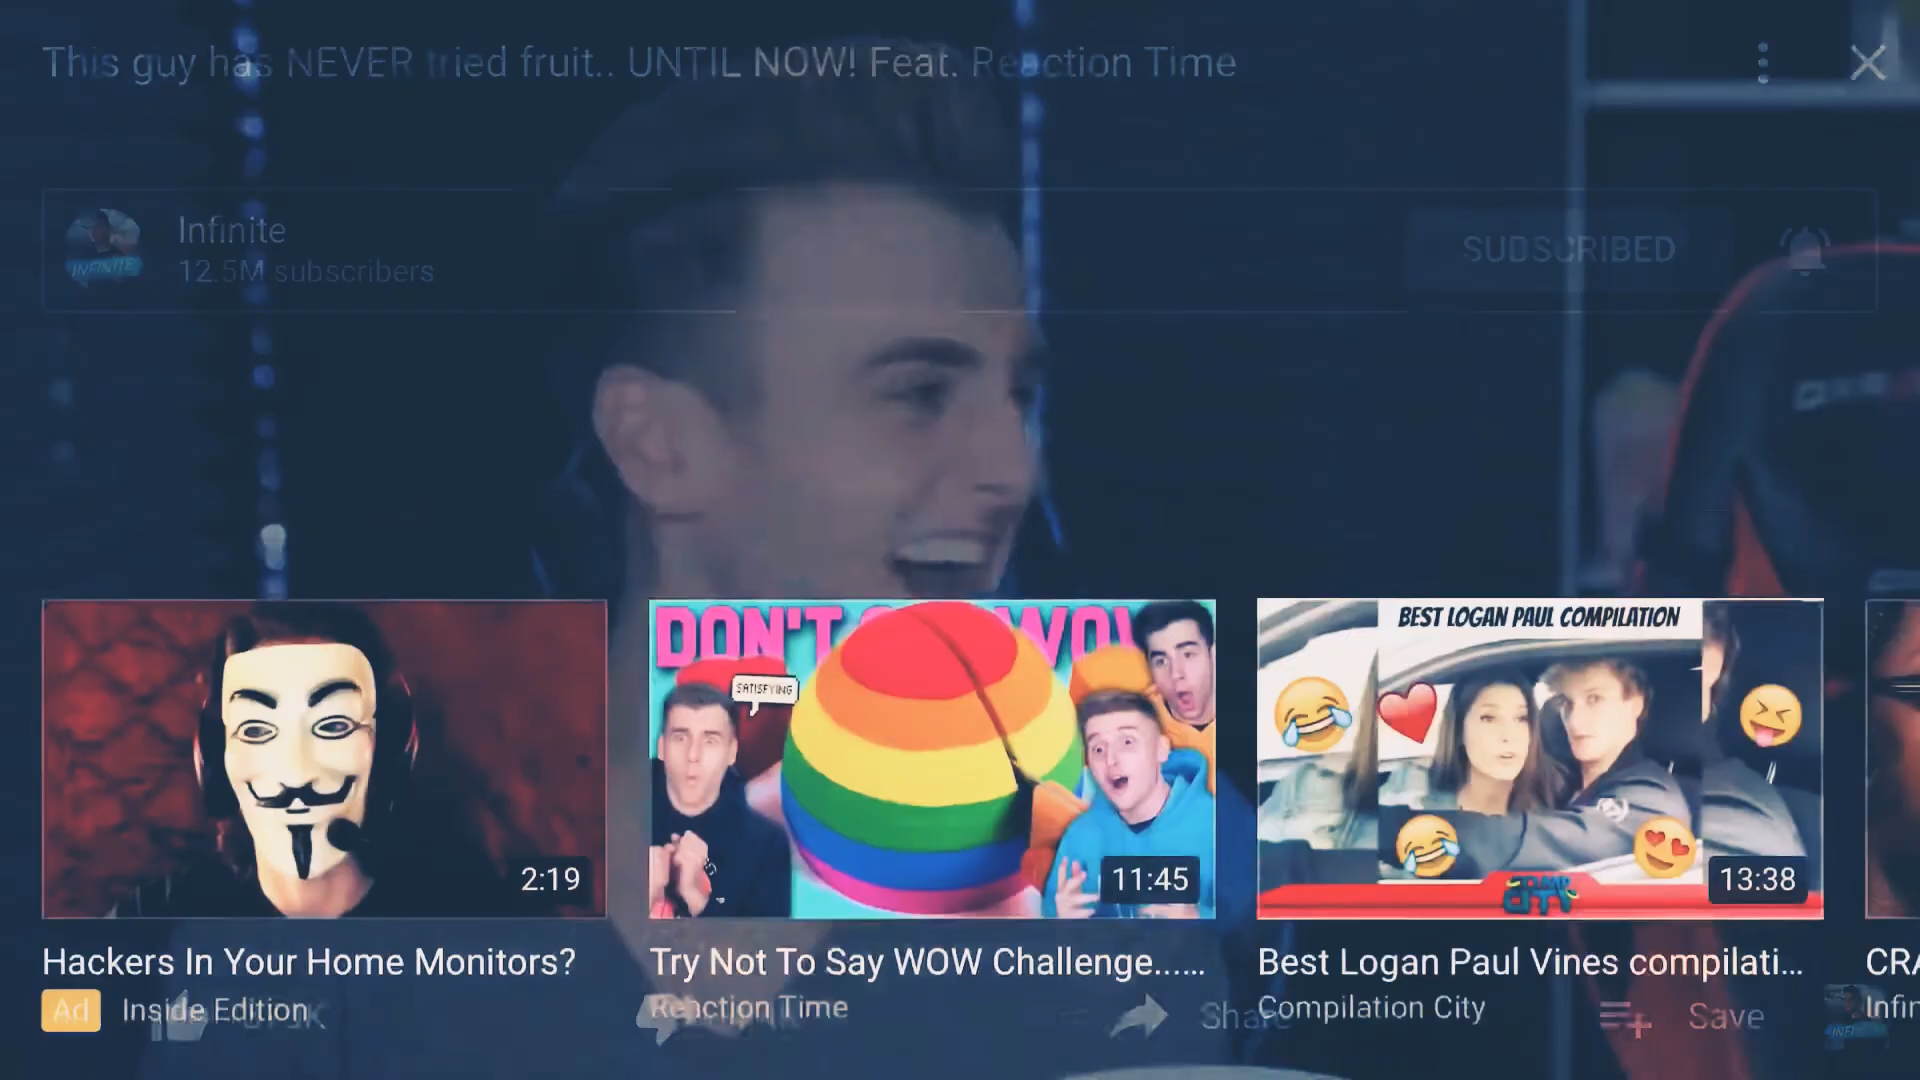 This guy has NEVER tried fruit.. UNTIL NOW! Feat. Reaction Time
Infinite
12.5M subscribers
SUBSCRIBED
INFINITE
DON'T
SATISFYING
BEST LOGAN PAUL COMPILATION
2:19
11:45
13:38
Hackers In Your Home Monitors?
Try Not To Say WOW Challenge......
Best Logan Paul Vines compilati...
CRA
Ad
Inside Edition
Reaction Time
Share
Compilation City
Save
Infin